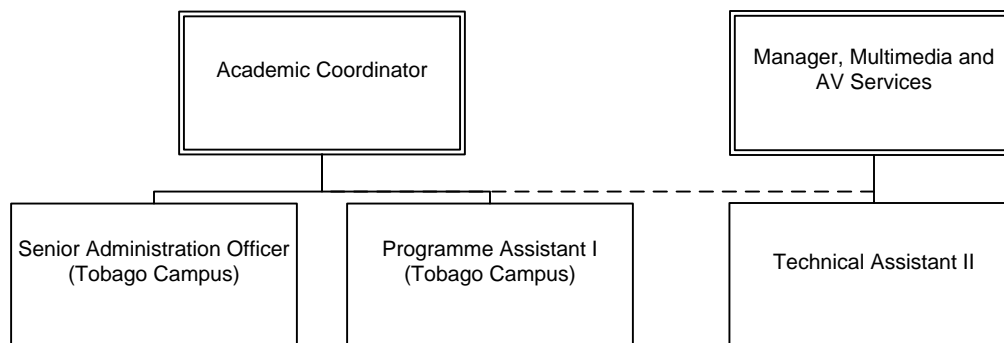 Academic Coordinator
Manager, Multimedia and
AV Services
Senior Administration Officer
(Tobago Campus)
Programme Assistant I
(Tobago Campus)
Technical Assistant II